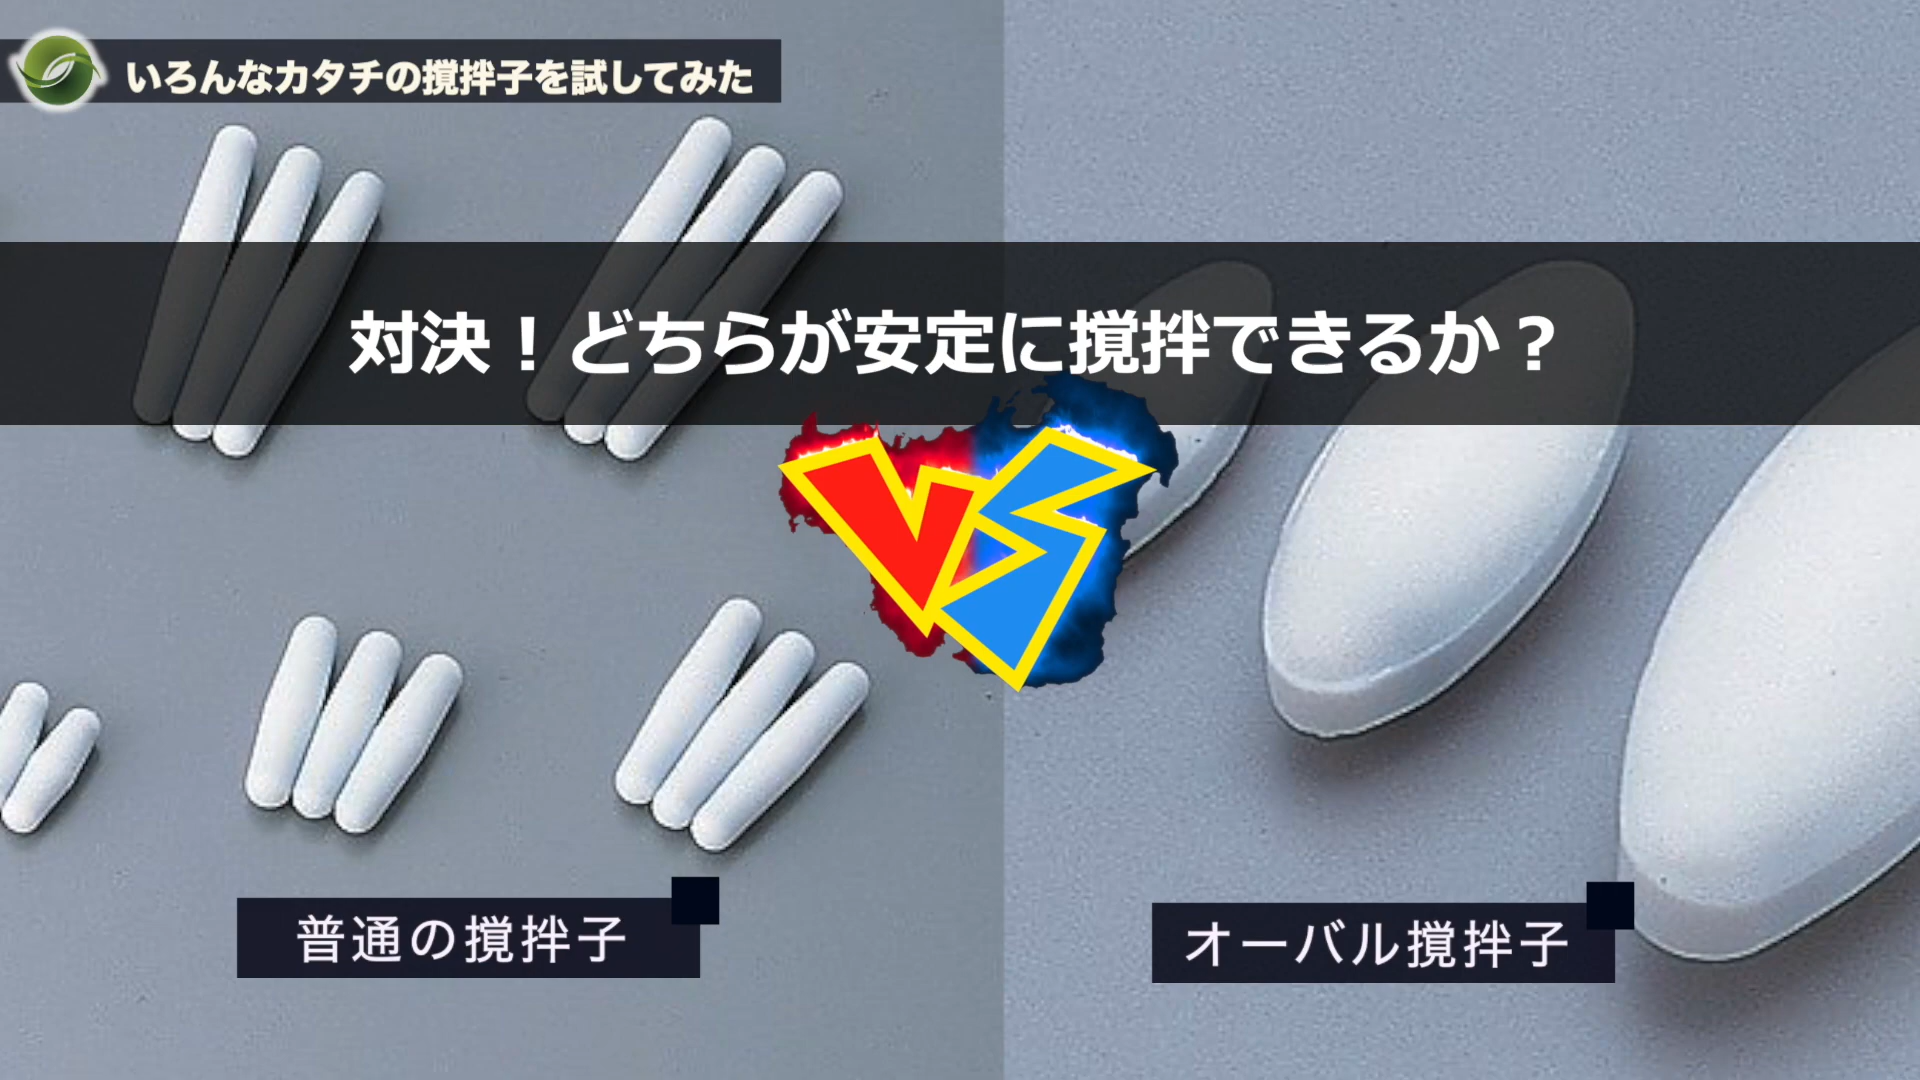 いろんなカタチの撹拌子を試してみた
対決！どちらが安定に撹拌できるか？
VS
普通の撹拌子
オーバル撹拌子